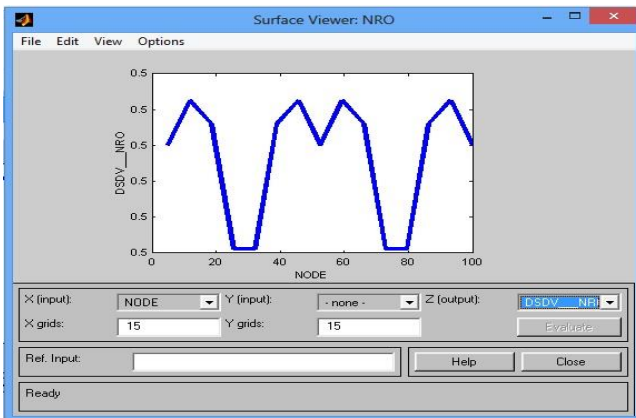 Surface Viewer: NRO
File Edit View Options
0.5
0.5
0.5
0.5
0.5
0.5
DSDV__NRO
0 20 40 60 80 100
NODE
X (input): NODE Y (input): - none - Z (output): DSDV__NR
X grids: 15 Y grids: 15 Evaluate
Ref. Input: Help Close
Ready